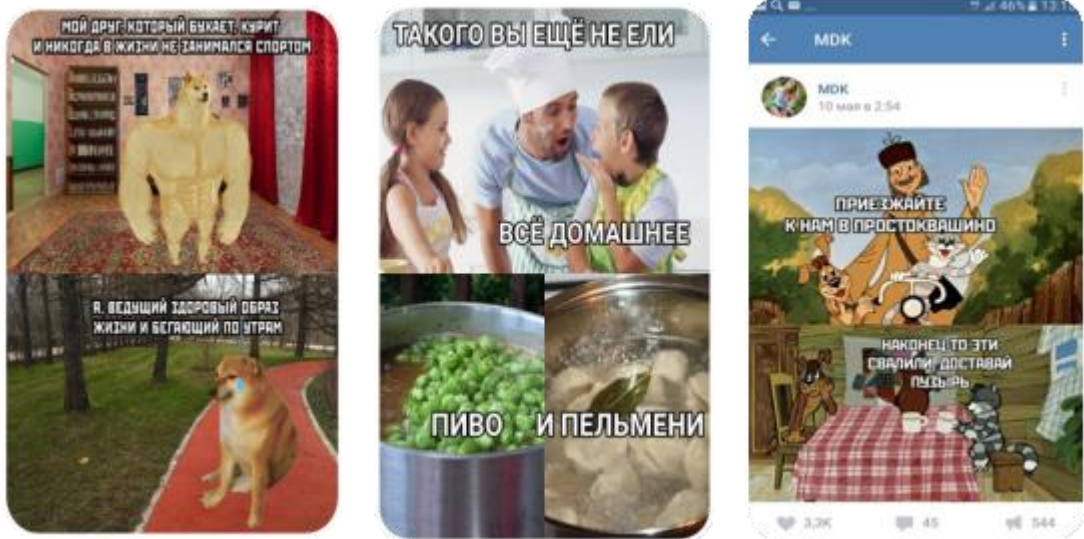 МОЙ ДРУГ, КОТОРЫЙ БУХАЕТ, КУРИТ
И НИКОГДА В ЖИЗНИ НЕ ЗАНИМАЛСЯ СПОРТОМ
Я, ВЕДУЩИЙ ЗДОРОВЫЙ ОБРАЗ
ЖИЗНИ И БЕГАЮЩИЙ ПО УТРАМ
ТАКОГО ВЫ ЕЩЁ НЕ ЕЛИ
ВСЁ ДОМАШНЕЕ
ПИВО
И ПЕЛЬМЕНИ
46%
MDK
MDK
10 мая в 2:54
ПРИЕЗЖАЙТЕ
К НАМ В ПРОСТОКВАШИНО
НАКОНЕЦ ТО ЭТИ
СВАЛИЛИ, ДОСТАВАЙ
ПУЗЫРЬ
3,3K
45
544